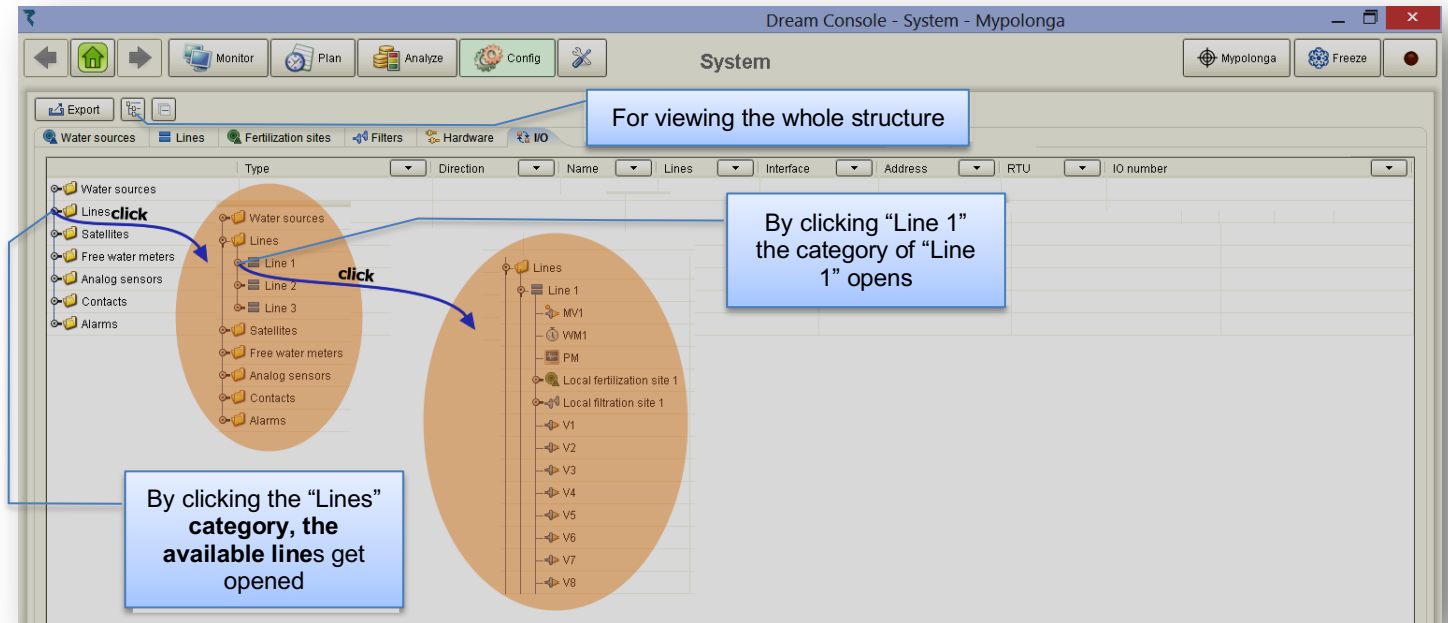 Dream Console - System - Mypolonga
Monitor Plan Analyze Config System Mypolonga Freeze
Export
For viewing the whole structure
Water sources Lines Fertilization sites Filters Hardware I/O
Type Direction Name Lines Interface Address RTU IO number
Water sources
Lines
click
Satellites
Free water meters
Analog sensors
Contacts
Alarms
Water sources
Lines
Line 1
click
Line 2
Line 3
Satellites
Free water meters
Analog sensors
Contacts
Alarms
By clicking “Line 1”
the category of “Line
1” opens
Lines
Line 1
MV1
WM1
PM
Local fertilization site 1
Local filtration site 1
V1
V2
V3
V4
V5
V6
V7
V8
By clicking the “Lines”
category, the
available lines get
opened